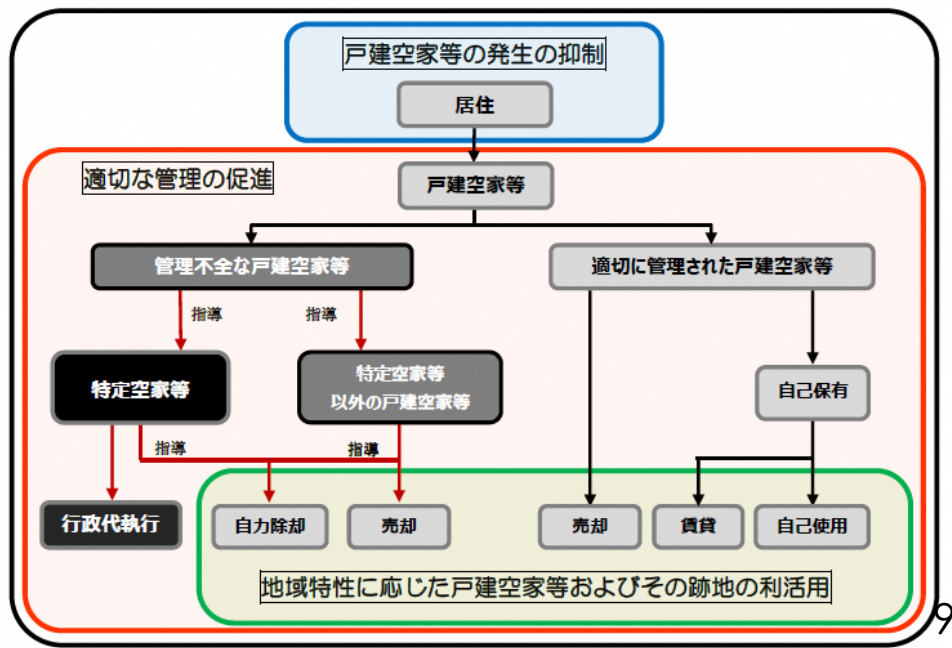 戸建空家等の発生の抑制
居住
適切な管理の促進
戸建空家等
管理不全な戸建空家等
適切に管理された戸建空家等
指導
指導
特定空家等
特定空家等
以外の戸建空家等
自己保有
指導
指導
行政代執行
自力除却
売却
売却
賃貸
自己使用
地域特性に応じた戸建空家等およびその跡地の利活用
9